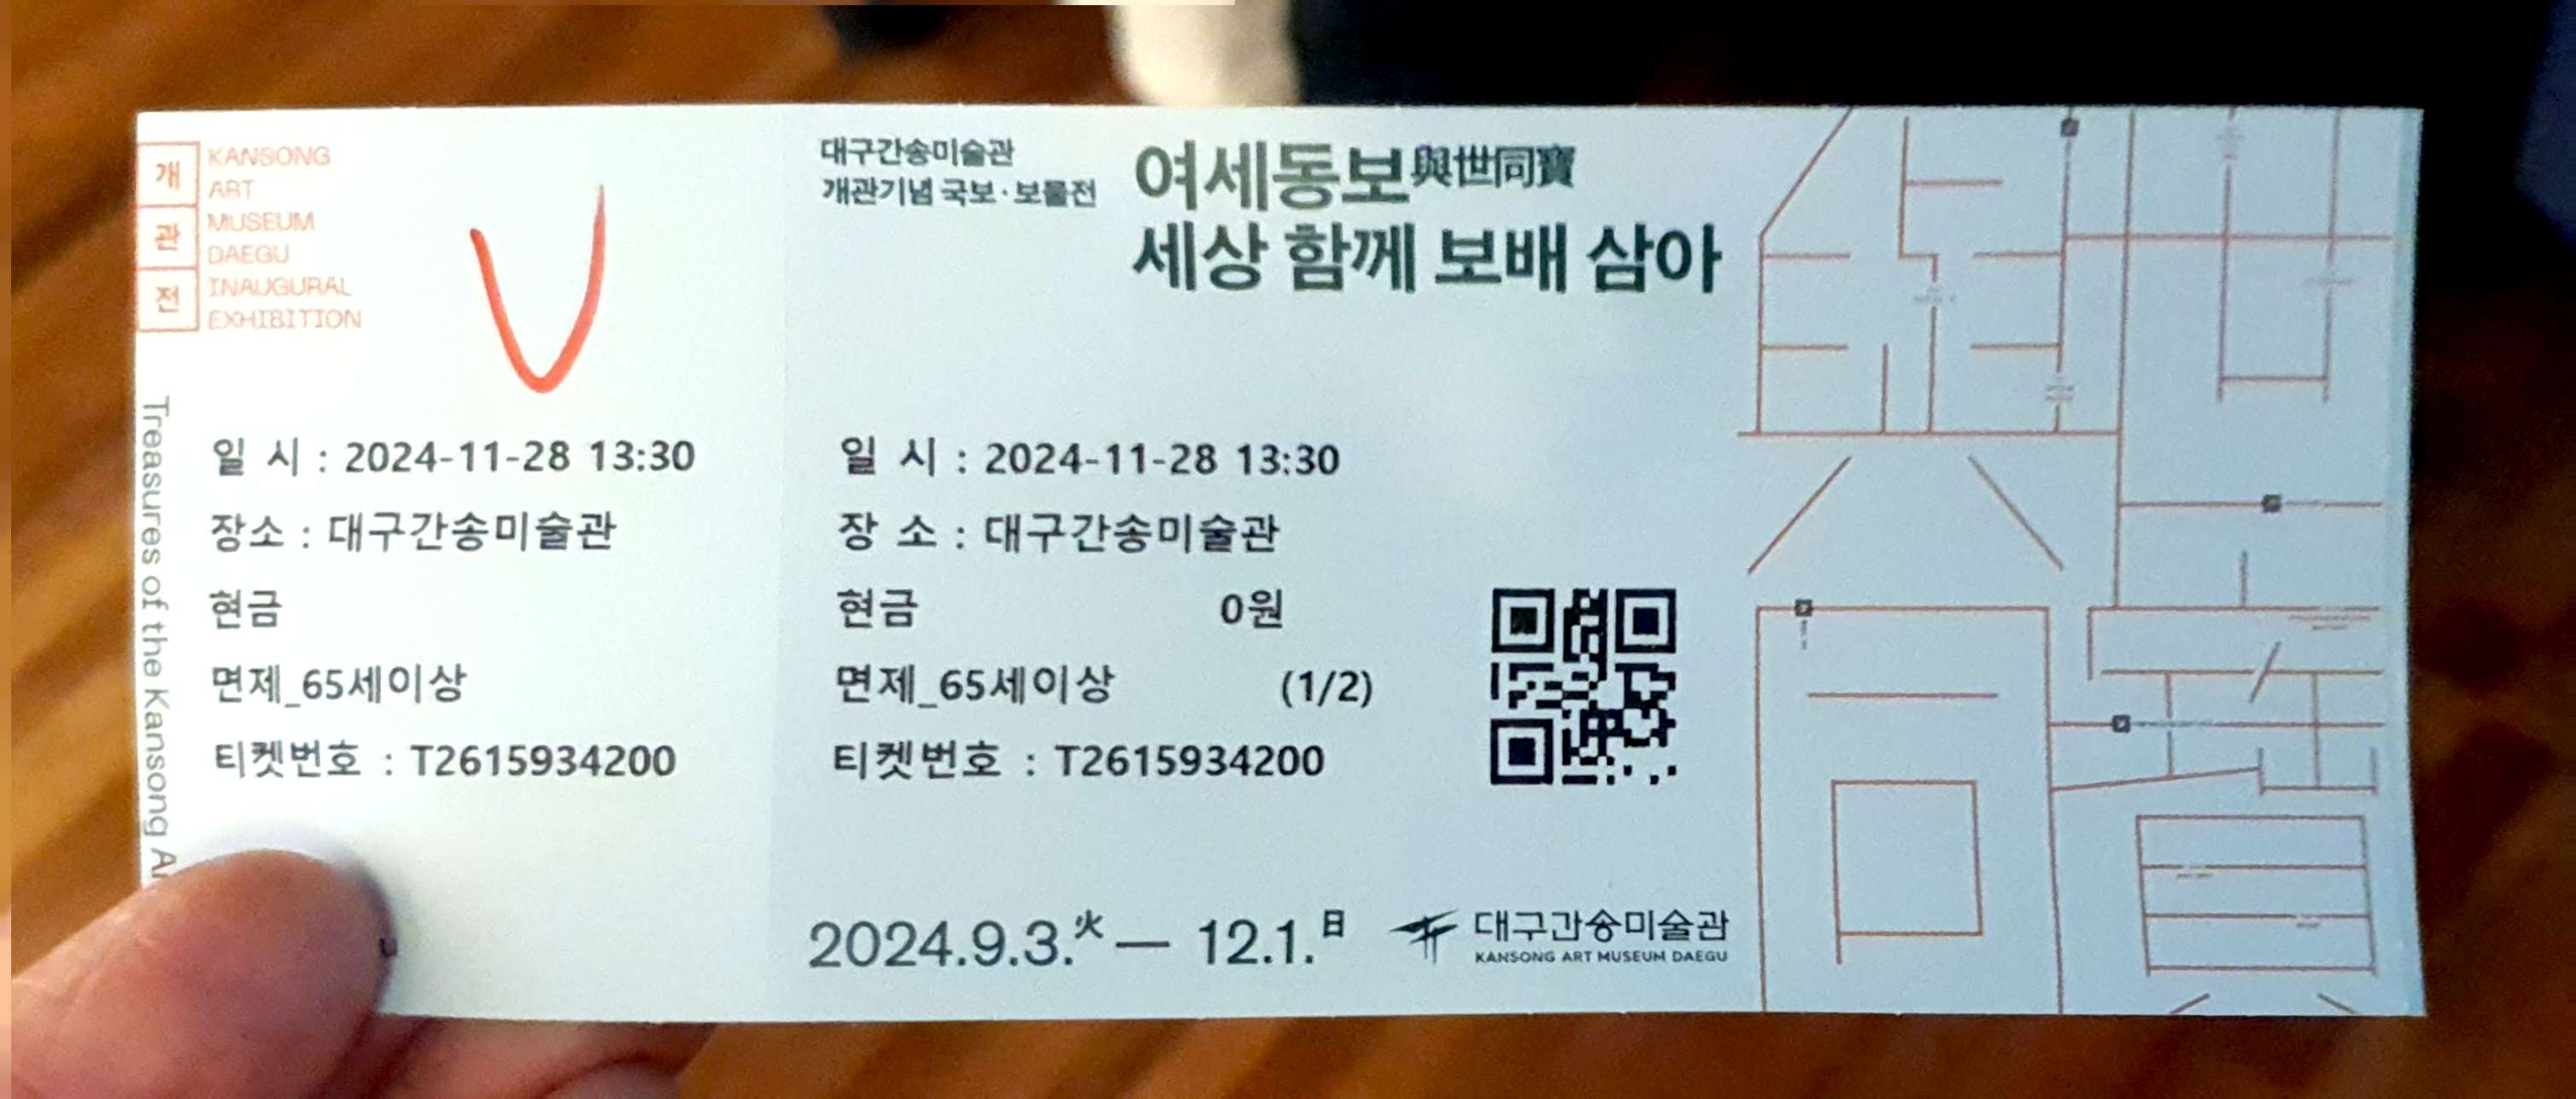 개
관
전
KANSONG
ART
MUSEUM
DAEGU
INAUGURAL
EXHIBITION
Treasures of the Kansong
일 시 : 2024-11-28 13:30
장소 : 대구간송미술관
현금
면제_65세이상
티켓번호 : T2615934200
대구간송미술관
개관기념 국보·보물전
여세동보與世同寶
세상 함께 보배 삼아
일 시 : 2024-11-28 13:30
장 소 : 대구간송미술관
현금 0원
면제_65세이상 (1/2)
티켓번호 : T2615934200
2024.9.3.火 — 12.1.日
대구간송미술관
KANSONG ART MUSEUM DAEGU